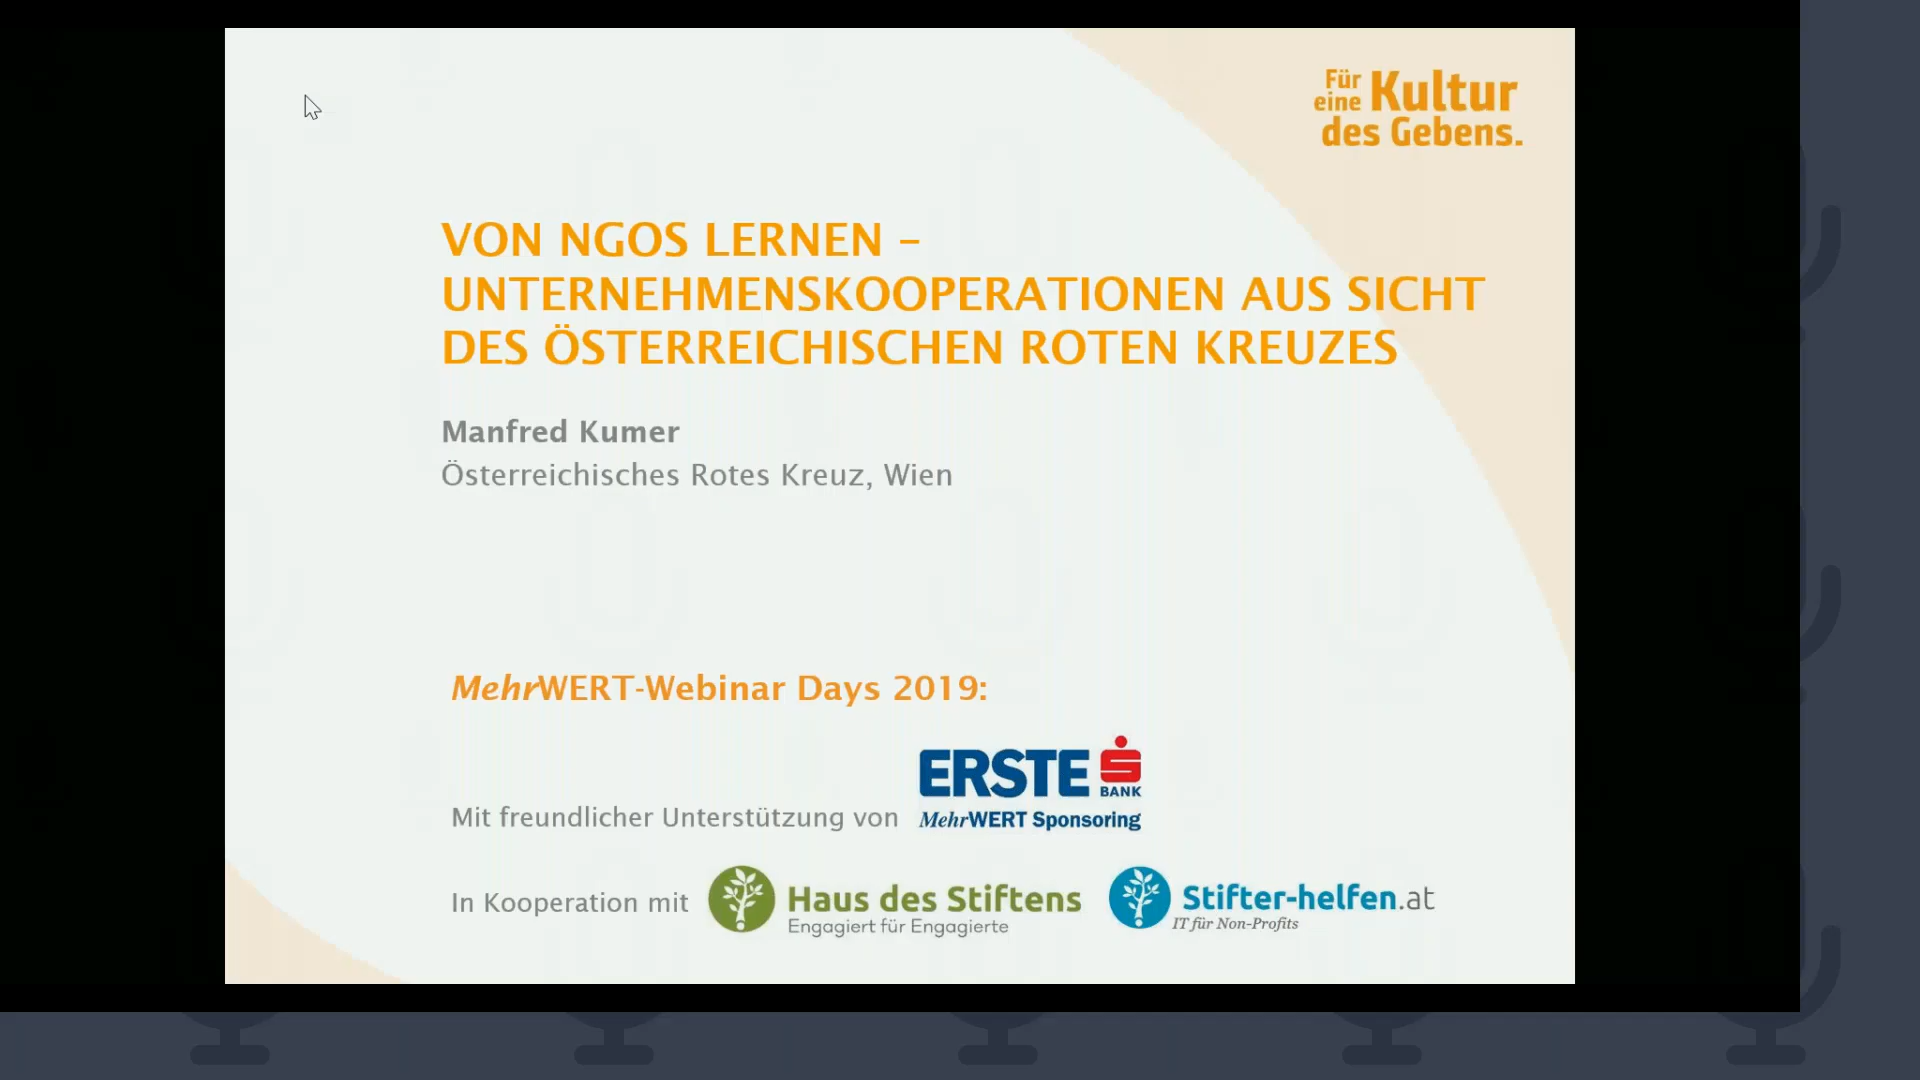 Für
eine Kultur
des Gebens.
VON NGOS LERNEN –
UNTERNEHMENSKOOPERATIONEN AUS SICHT
DES ÖSTERREICHISCHEN ROTEN KREUZES
Manfred Kumer
Österreichisches Rotes Kreuz, Wien
MehrWERT-Webinar Days 2019:
ERSTE
BANK
Mit freundlicher Unterstützung von
MehrWERT Sponsoring
In Kooperation mit
Haus des Stiftens
Engagiert für Engagierte
Stifter-helfen.at
IT für Non-Profits